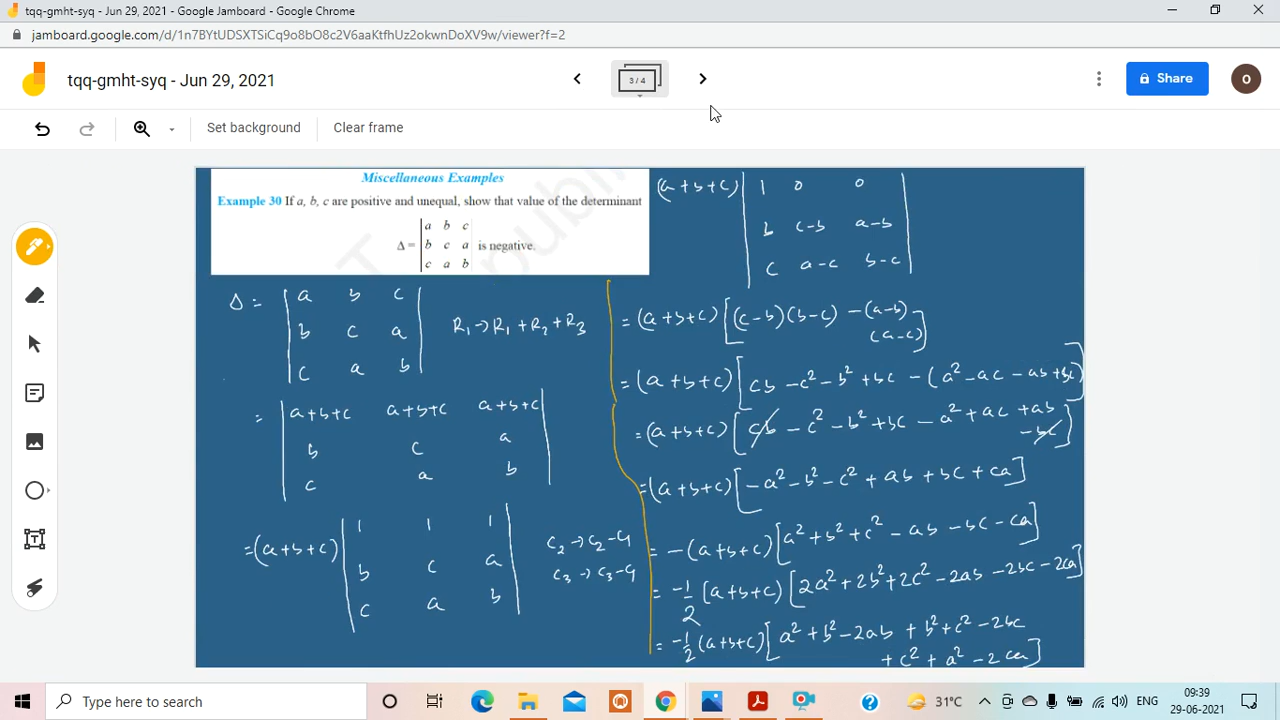 tqq-gmht-syq - Jun 29, 2021 - Google Jamboard - Google Chrome
jamboard.google.com/d/1n7BYtUDSXTSiCq9o8bO8c2V6aaKtfhUz2okwnDoXV9w/viewer?f=2
tqq-gmht-syq - Jun 29, 2021
3 / 4
Share
O
Set background
Clear frame
Miscellaneous Examples
Example 30 If a, b, c are positive and unequal, show that value of the determinant
a b c
Δ = b c a is negative.
c a b
Δ = | a b c |
| b c a | R₁→R₁+R₂+R₃
| c a b |
= | a+b+c a+b+c a+b+c |
| b c a |
| c a b |
=(a+b+c) | 1 1 1 |
| b c a | C₂→C₂-C₁
| c a b | C₃→C₃-C₁
(a+b+c) | 1 0 0 |
| b c-b a-b |
| c a-c b-c |
=(a+b+c)[(c-b)(b-c) -(a-b)
(a-c)]
=(a+b+c)[cb -c²-b²+bc -(a²-ac-ab+bc)]
=(a+b+c)[cb -c²-b²+bc -a²+ac+ab
-bc]
=(a+b+c)[-a²-b²-c²+ab+bc+ca]
= -(a+b+c)[a²+b²+c²-ab-bc-ca]
= -1/2 (a+b+c)[2a²+2b²+2c²-2ab-2bc-2ca]
= -1/2 (a+b+c)[a²+b²-2ab+b²+c²-2bc
+c²+a²-2ca]
Type here to search
31°C
09:39
29-06-2021